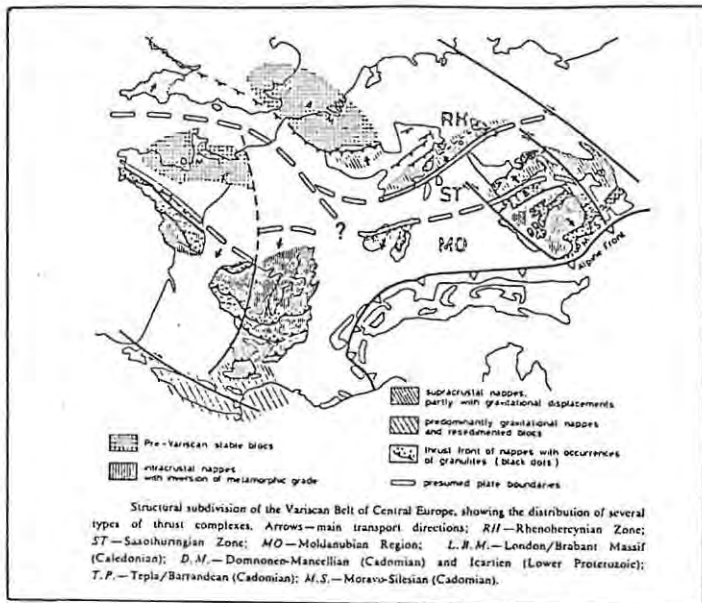 RH
ST
MO
?
D M
Alpine Front
Pre-Variscan stable blocs
intracrustal nappes
with inversion of metamorphic grade
supracrustal nappes,
partly with gravitational displacements
predominantly gravitational nappes
and resedimented blocs
thrust front of nappes with occurrences
of granulites (black dots)
presumed plate boundaries
Structural subdivision of the Variscan Belt of Central Europe, showing the distribution of several
types of thrust complexes. Arrows—main transport directions; RH—Rhenohercynian Zone;
ST—Saxothuringian Zone; MO—Moldanubian Region; L.B.M.—London/Brabant Massif
(Caledonian); D.M.—Domnonen-Mancellian (Cadomian) and Icartien (Lower Proterozoic);
T.P.—Tepla/Barrandean (Cadomian); M.S.—Moravo-Silesian (Cadomian).